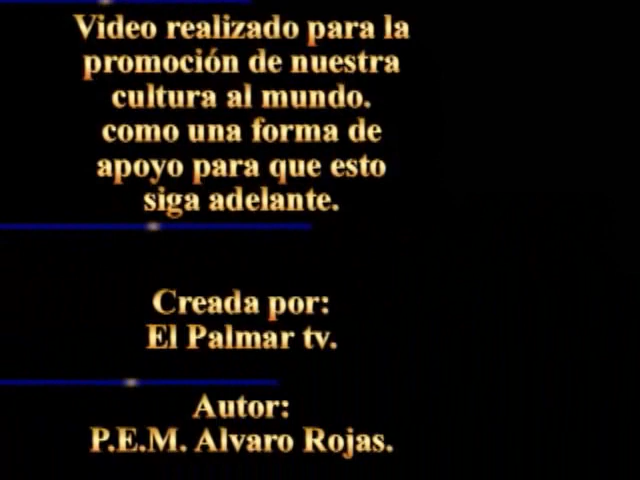 Video realizado para la
promoción de nuestra
cultura al mundo.
como una forma de
apoyo para que esto
siga adelante.
Creada por:
El Palmar tv.
Autor:
P.E.M. Alvaro Rojas.